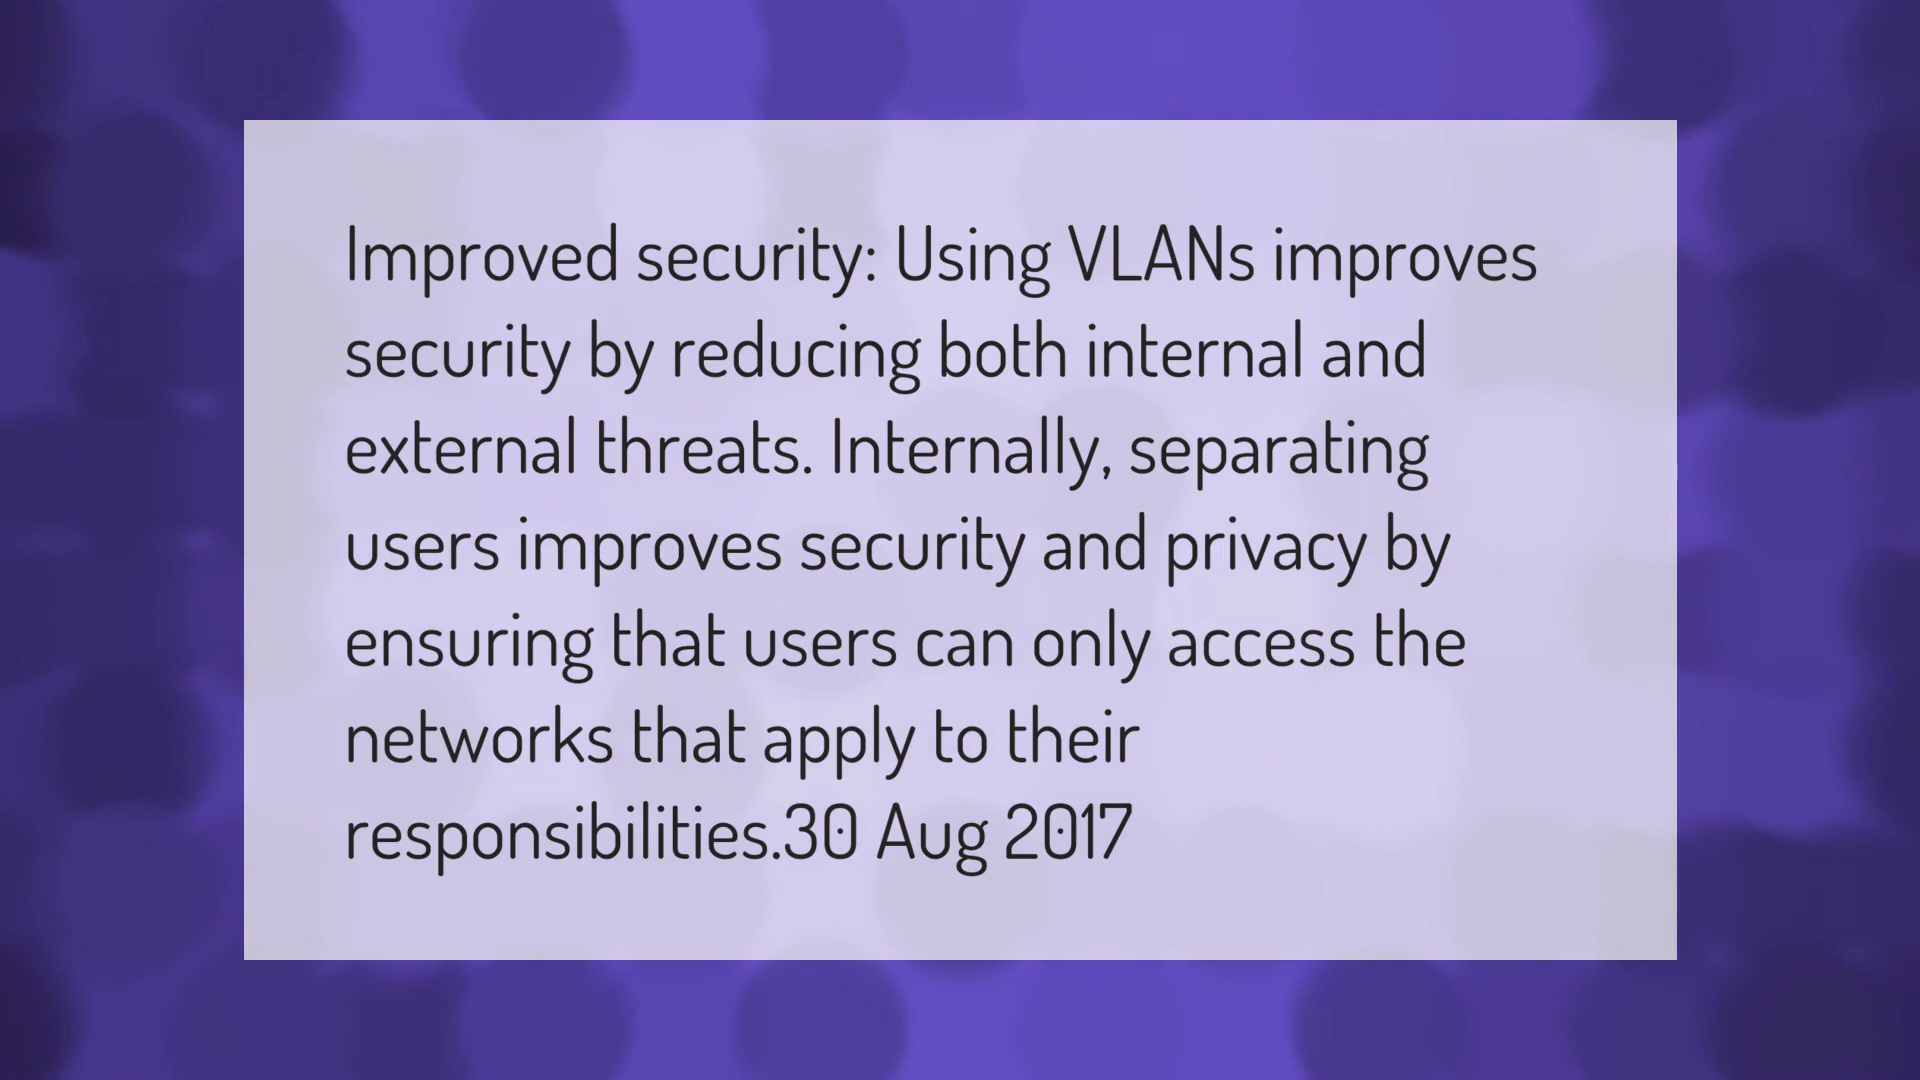 Improved security: Using VLANs improves
security by reducing both internal and
external threats. Internally, separating
users improves security and privacy by
ensuring that users can only access the
networks that apply to their
responsibilities.30 Aug 2017